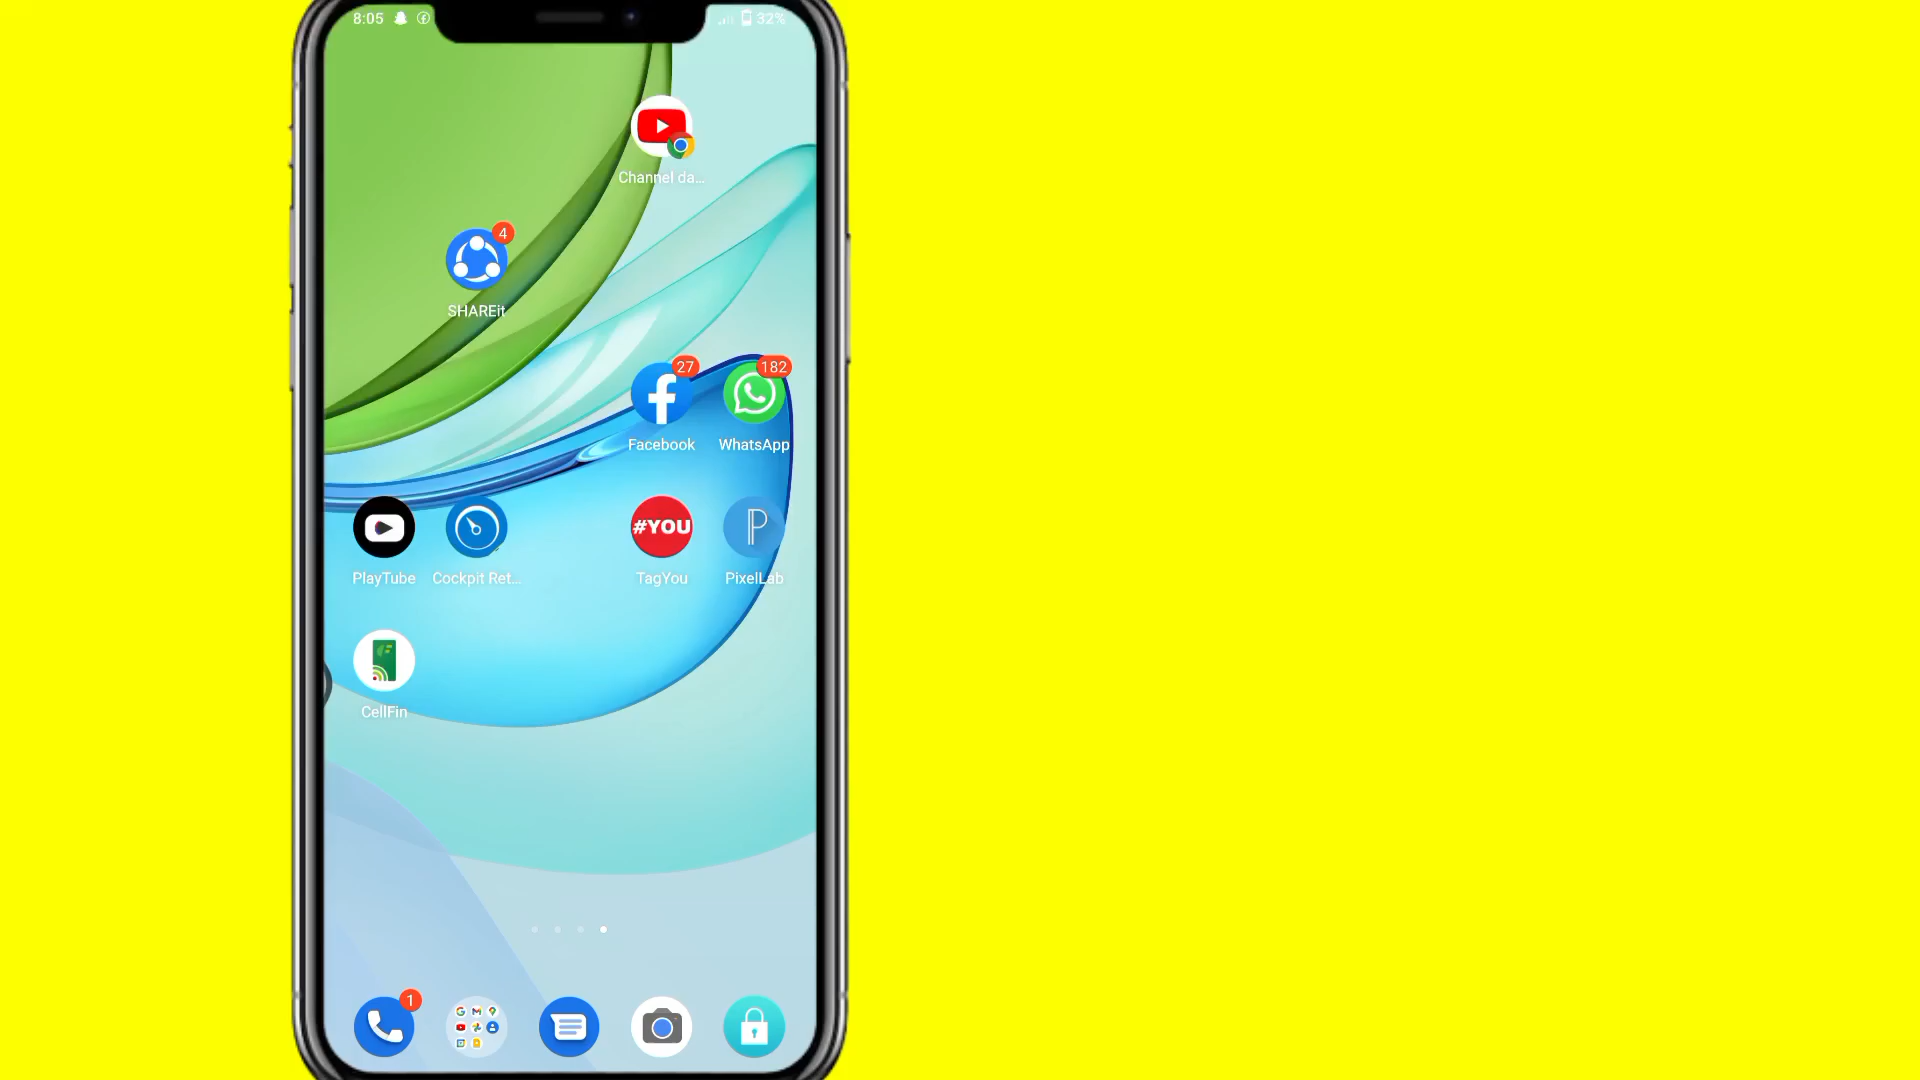 8:05
32%
Channel da...
4
SHAREit
27
182
Facebook
WhatsApp
#YOU
P
PlayTube
Cockpit Ret...
TagYou
PixelLab
CellFin
1